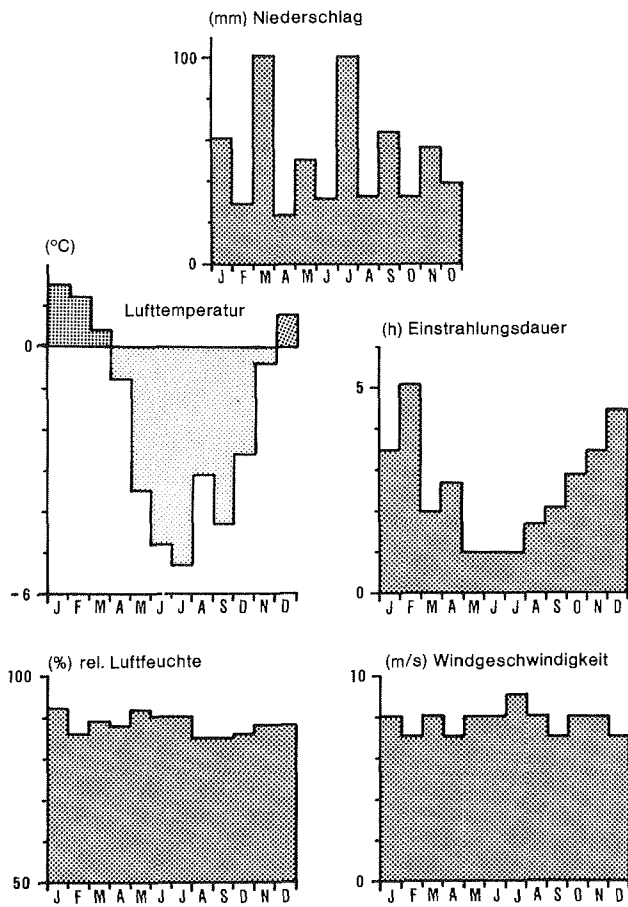 (mm) Niederschlag
100
0
J F M A M J J A S O N D
(°C)
Lufttemperatur
0
-6
J F M A M J J A S O N D
(h) Einstrahlungsdauer
5
0
J F M A M J J A S O N D
(%) rel. Luftfeuchte
100
50
J F M A M J J A S O N D
(m/s) Windgeschwindigkeit
10
0
J F M A M J J A S O N D